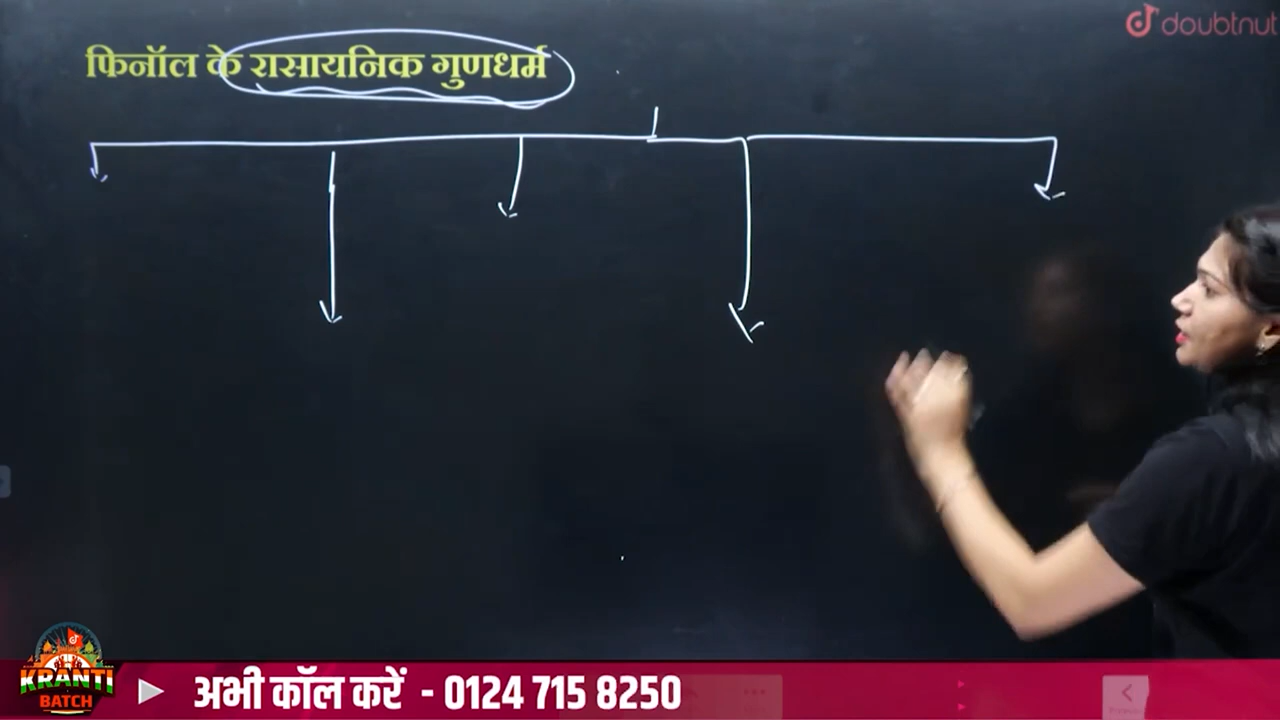 doubtnut
फिनॉल के रासायनिक गुणधर्म
KRANTI
BATCH
अभी कॉल करें - 0124 715 8250